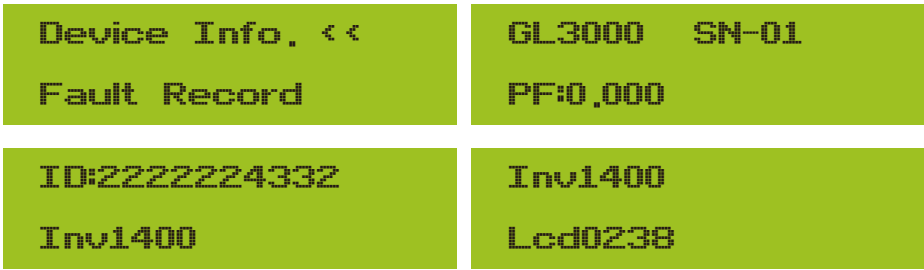 Device Info. <<
Fault Record
GL3000 SN-01
PF:0.000
ID:2222224332
Inv1400
Inv1400
Lcd0238